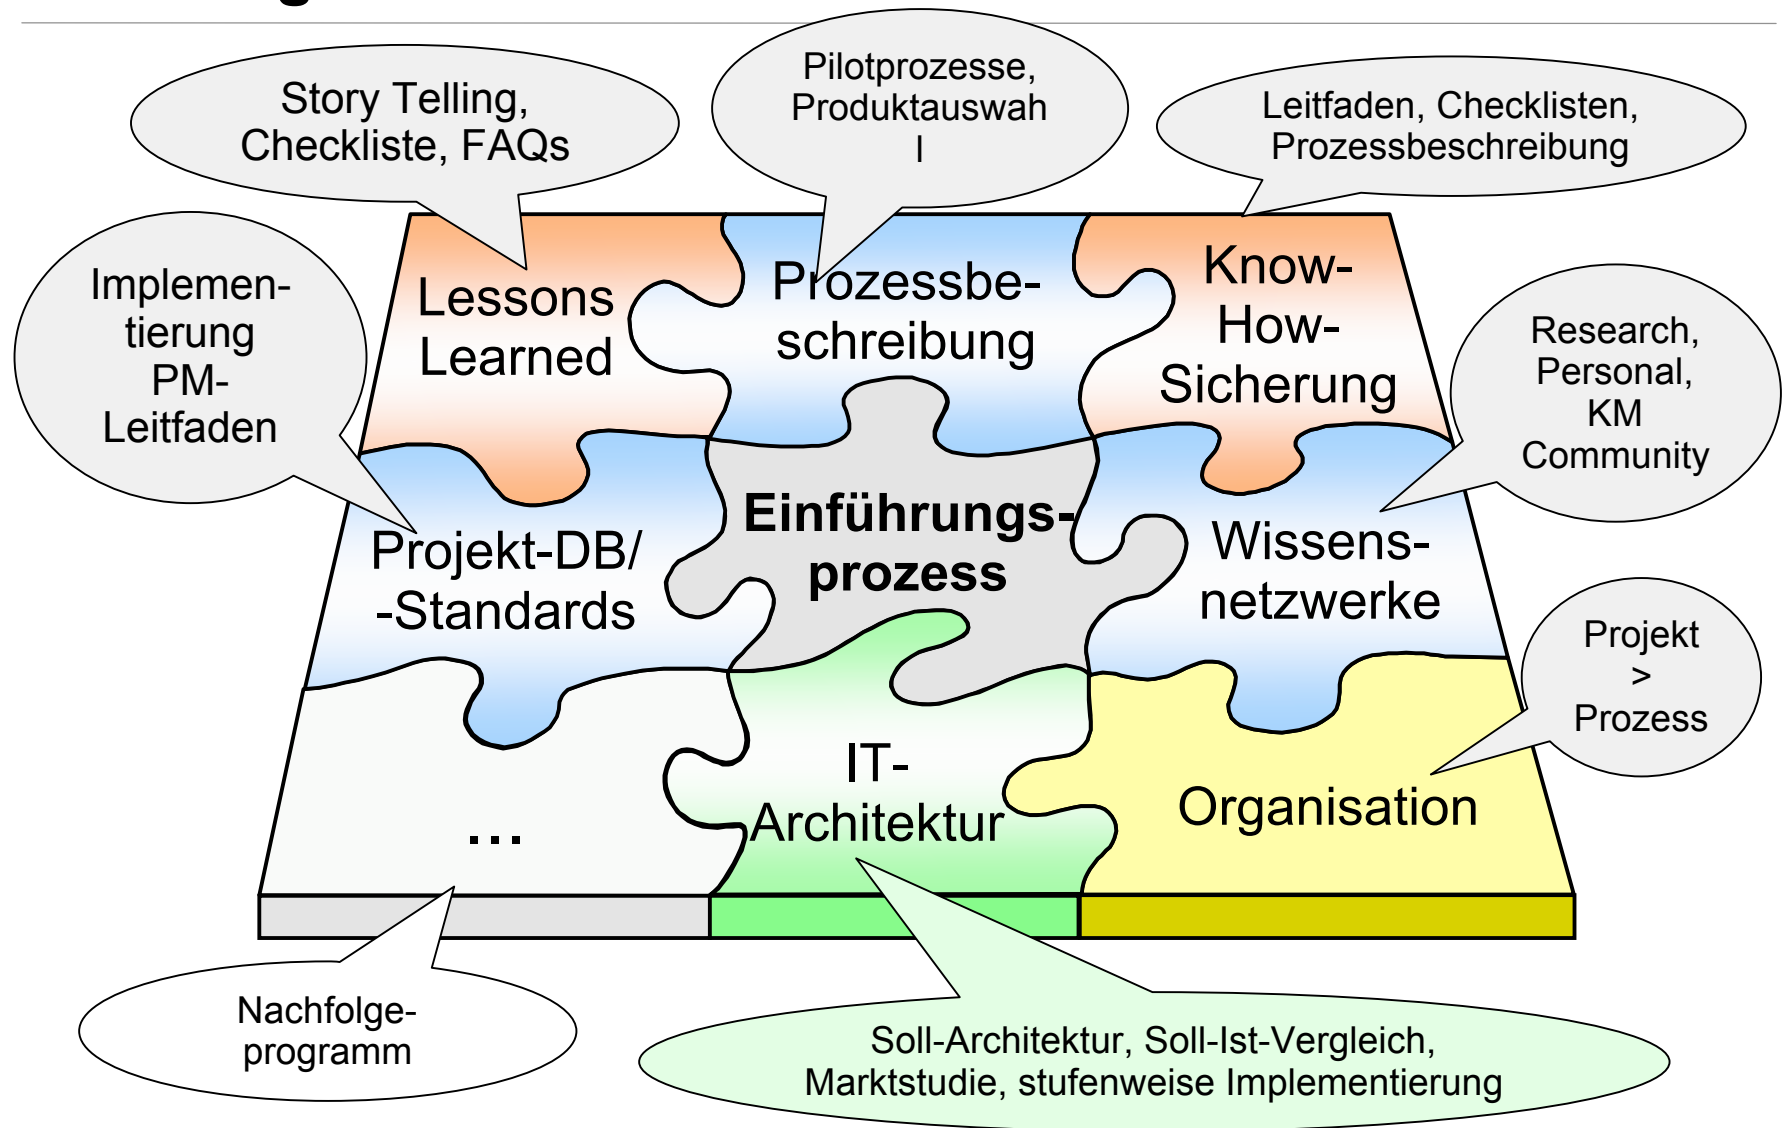 Story Telling,
Checkliste, FAQs
Pilotprozesse,
Produktauswah
l
Leitfaden, Checklisten,
Prozessbeschreibung
Implemen-
tierung
PM-
Leitfaden
Lessons
Learned
Prozessbe-
schreibung
Know-
How-
Sicherung
Research,
Personal,
KM
Community
Projekt-DB/
-Standards
Einführungs-
prozess
Wissens-
netzwerke
Projekt
>
Prozess
...
IT-
Architektur
Organisation
Nachfolge-
programm
Soll-Architektur, Soll-Ist-Vergleich,
Marktstudie, stufenweise Implementierung